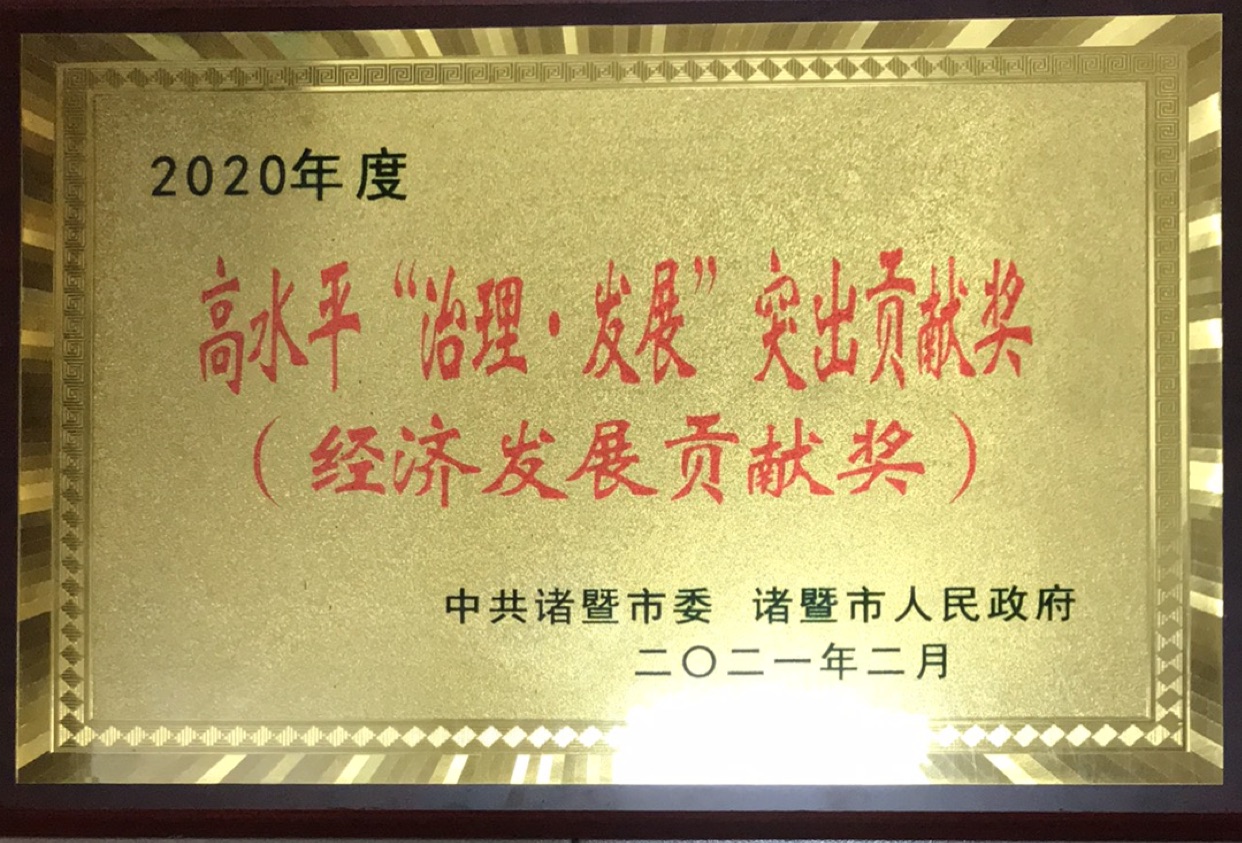 2020年度
高水平“治理·发展”突出贡献奖
(经济发展贡献奖)
中共诸暨市委 诸暨市人民政府
二〇二一年二月